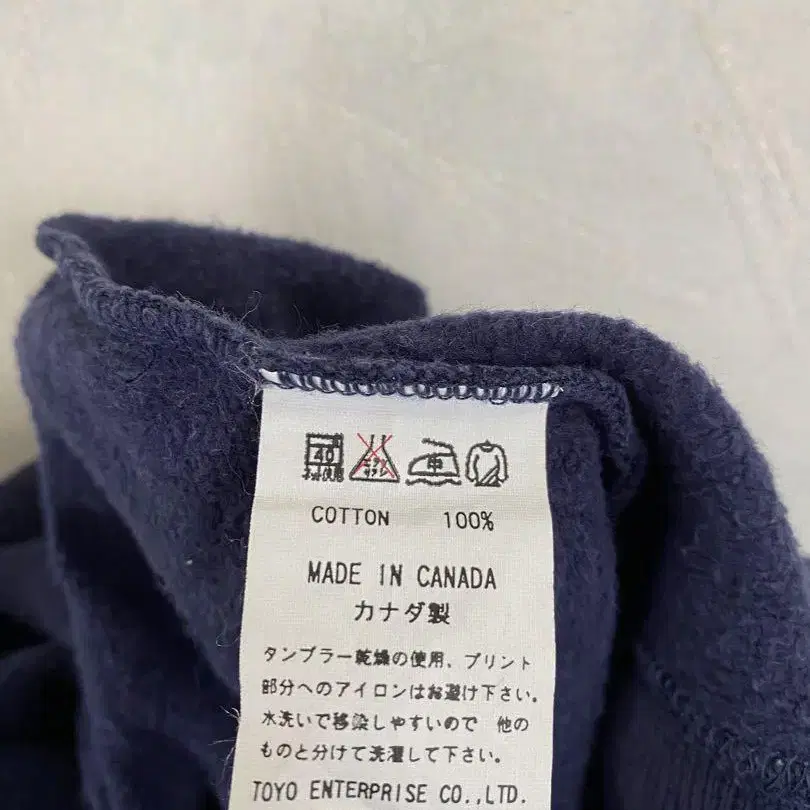 40
中
COTTON 100%
MADE IN CANADA
カナダ製
タンブラー乾燥の使用、プリント
部分へのアイロンはお避け下さい。
水洗いで移染しやすいので 他の
ものと分けて洗濯して下さい。
TOYO ENTERPRISE CO.,LTD.